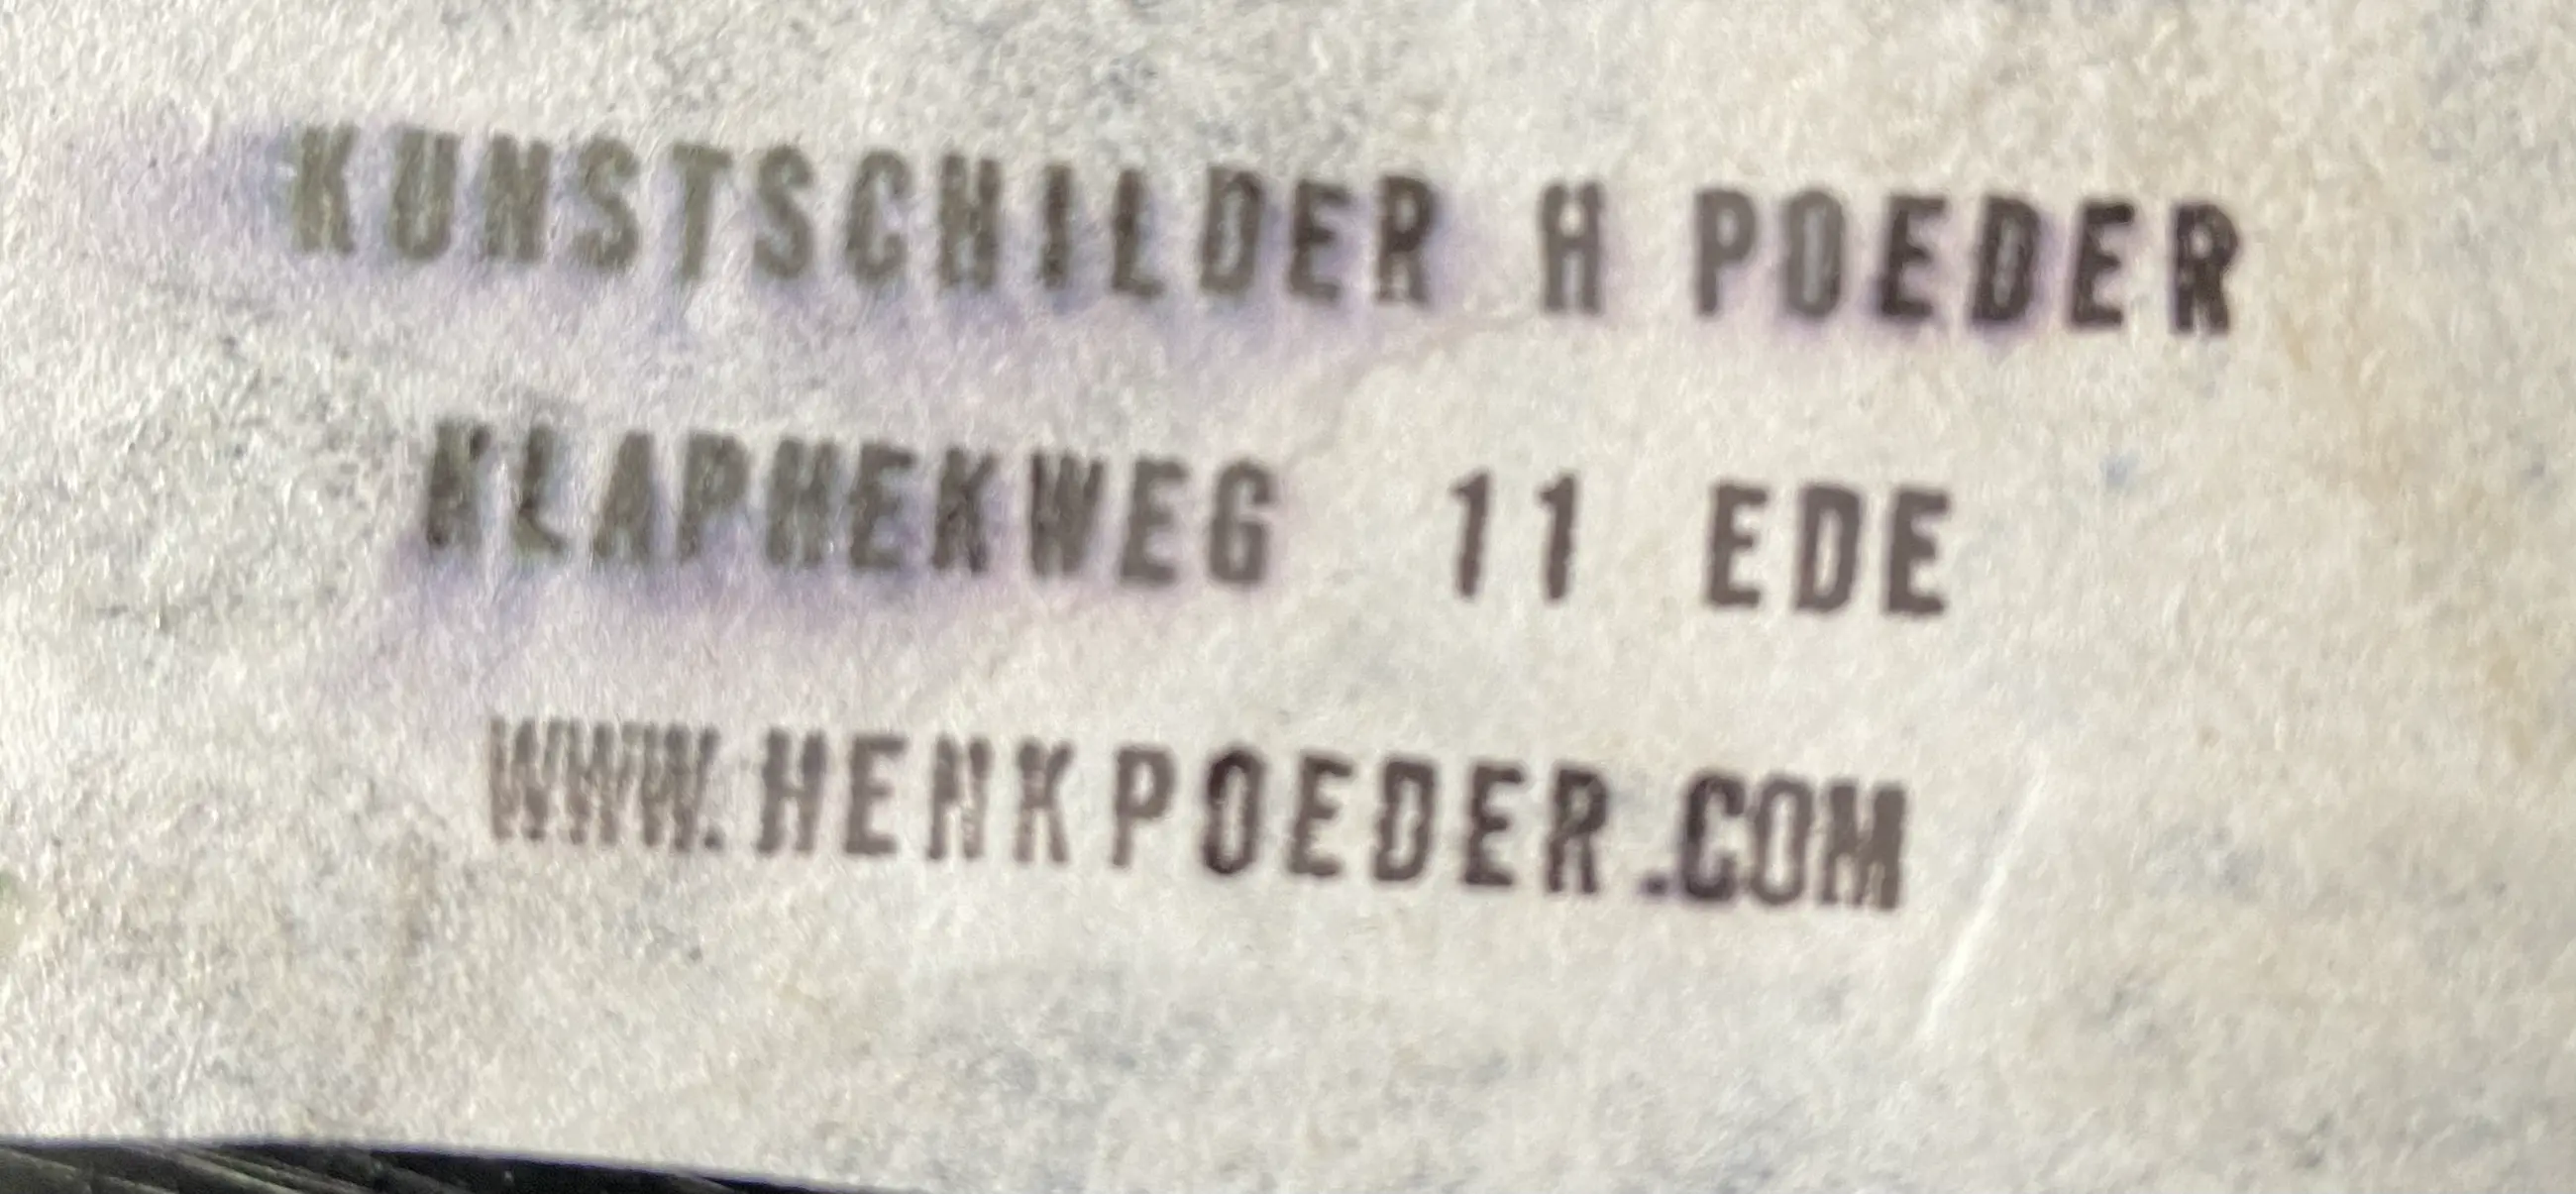 KUNSTSCHILDER H POEDER
KLAPHEKWEG 11 EDE
WWW.HENKPOEDER.COM